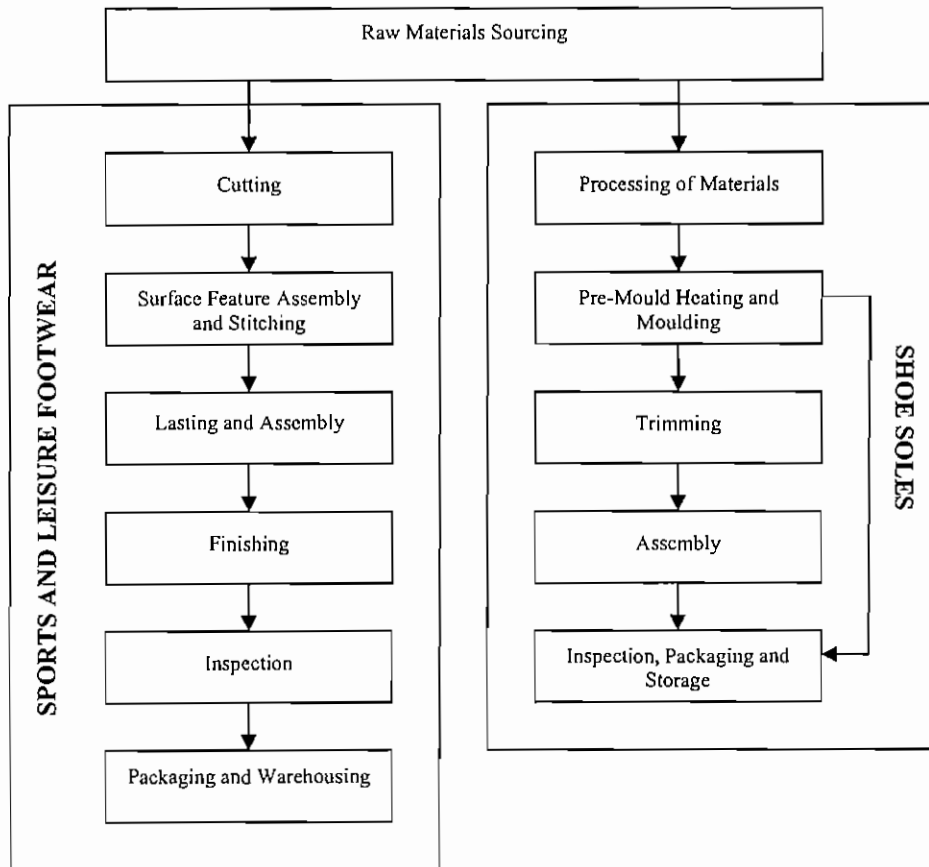 Raw Materials Sourcing
SPORTS AND LEISURE FOOTWEAR
Cutting
Surface Feature Assembly
and Stitching
Lasting and Assembly
Finishing
Inspection
Packaging and Warehousing
SHOE SOLES
Processing of Materials
Pre-Mould Heating and
Moulding
Trimming
Assembly
Inspection, Packaging and
Storage